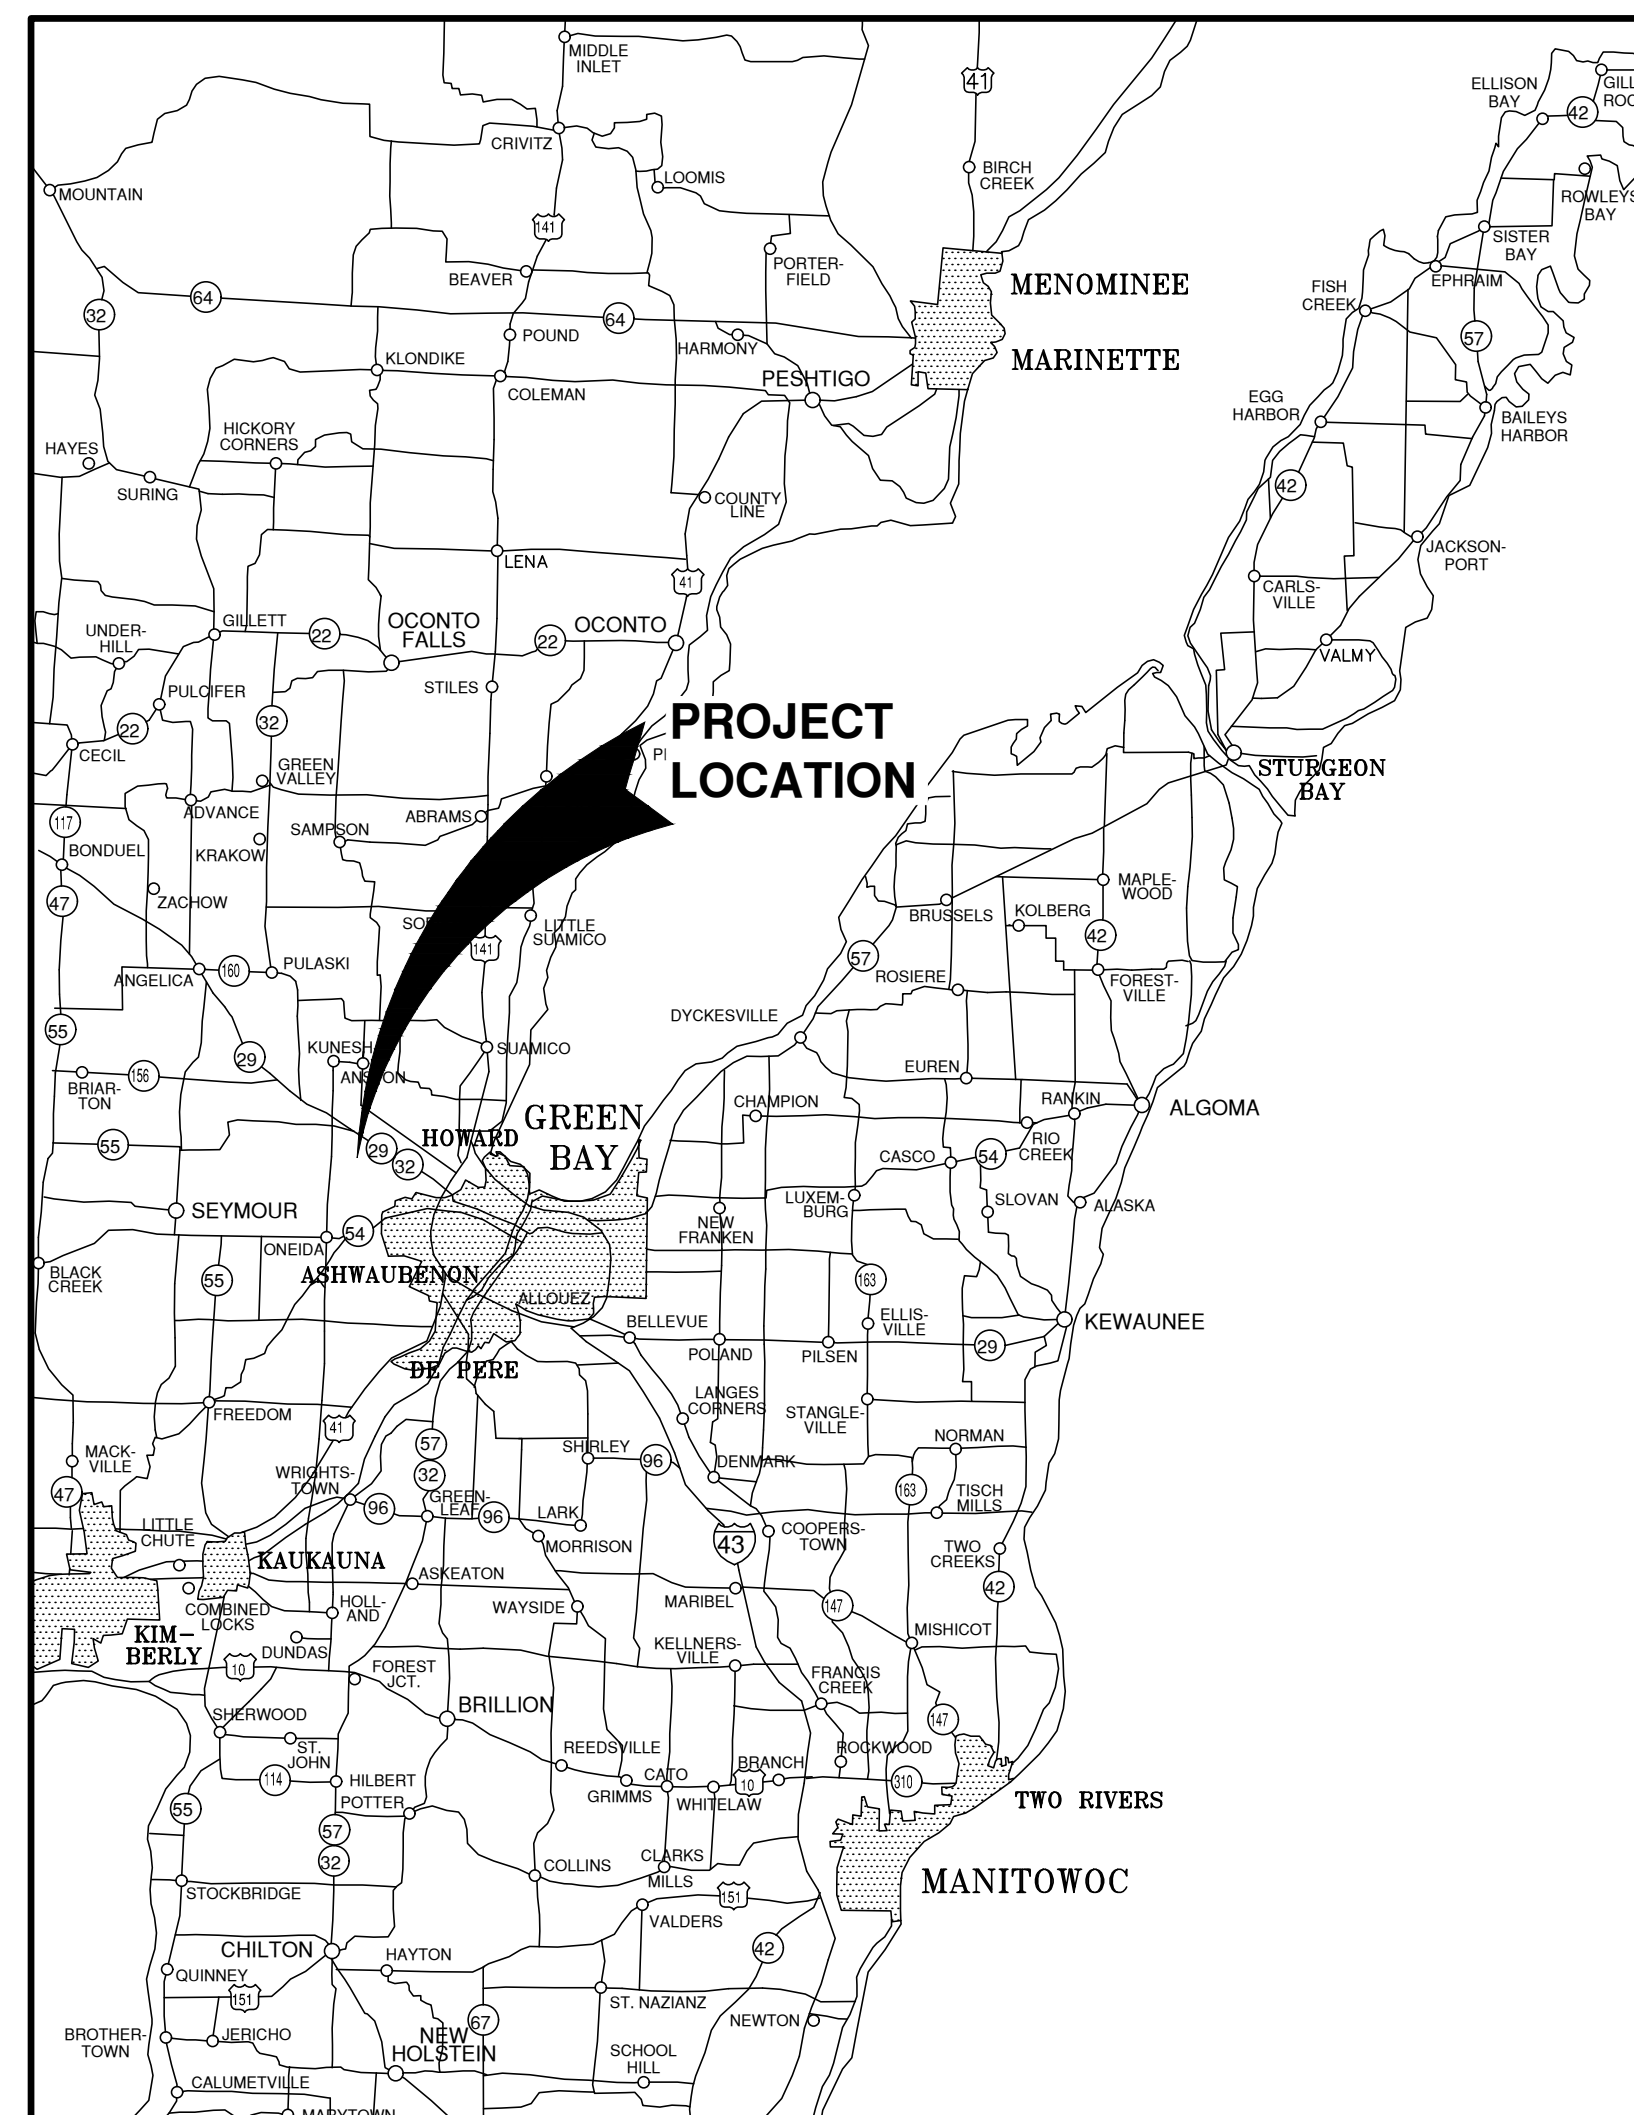 MIDDLE
INLET
41
ELLISON
BAY
42
CRIVITZ
BIRCH
CREEK
LOOMIS
MOUNTAIN
ROWLEYS
BAY
141
SISTER
BAY
PORTER-
FIELD
BEAVER
MENOMINEE
EPHRAIM
FISH
CREEK
64
32
64
POUND
HARMONY
57
KLONDIKE
MARINETTE
PESHTIGO
COLEMAN
EGG
HARBOR
BAILEYS
HARBOR
HICKORY
CORNERS
HAYES
SURING
42
COUNTY
LINE
LENA
JACKSON-
PORT
41
CARLS-
VILLE
GILLETT
22
OCONTO
FALLS
22
OCONTO
UNDER-
HILL
VALMY
STILES
PULCIFER
22
32
CECIL
PROJECT
LOCATION
STURGEON
BAY
GREEN
VALLEY
117
ADVANCE
ABRAMS
SAMPSON
BONDUEL
KRAKOW
47
ZACHOW
MAPLE-
WOOD
BRUSSELS
KOLBERG
LITTLE
SUAMICO
141
42
57
ANGELICA
160
PULASKI
ROSIERE
FOREST-
VILLE
55
DYCKESVILLE
29
KUNESH
SUAMICO
ANSTON
BRIAR-
TON
156
EUREN
CHAMPION
RANKIN
ALGOMA
GREEN
BAY
55
HOWARD
29
32
RIO
CREEK
54
CASCO
SLOVAN
ALASKA
LUXEM-
BURG
SEYMOUR
NEW
FRANKEN
ONEIDA
54
BLACK
CREEK
55
ASHWAUBENON
ALLOUEZ
163
ELLIS-
VILLE
KEWAUNEE
BELLEVUE
POLAND
PILSEN
29
DE PERE
LANGES
CORNERS
STANGLE-
VILLE
FREEDOM
41
57
32
NORMAN
MACK-
VILLE
SHIRLEY
96
DENMARK
47
WRIGHTS-
TOWN
96
GREEN-
LEAF
96
LARK
163
TISCH
MILLS
LITTLE
CHUTE
43
COOPERS-
TOWN
MORRISON
TWO
CREEKS
KAUKAUNA
ASKEATON
42
COMBINED
LOCKS
HOLL-
AND
WAYSIDE
MARIBEL
147
KIM-
BERLY
DUNDAS
MISHICOT
KELLNERS-
VILLE
10
FOREST
JCT.
FRANCIS
CREEK
BRILLION
SHERWOOD
147
ST.
JOHN
REEDSVILLE
ROCKWOOD
BRANCH
114
HILBERT
CATO
10
310
GRIMMS
WHITELAW
TWO RIVERS
55
POTTER
57
32
CLARKS
MILLS
COLLINS
MANITOWOC
STOCKBRIDGE
151
VALDERS
CHILTON
HAYTON
42
QUINNEY
151
ST. NAZIANZ
67
NEWTON
BROTHER-
TOWN
JERICHO
NEW
HOLSTEIN
SCHOOL
HILL
CALUMETVILLE
MARYTOWN